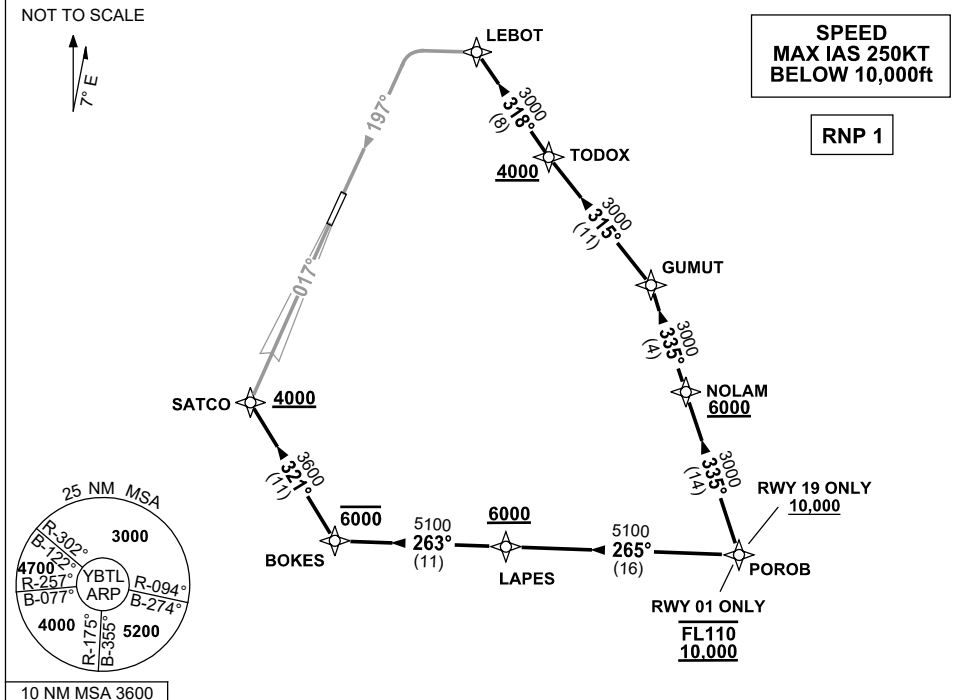 NOT TO SCALE
7° E
SPEED
MAX IAS 250KT
BELOW 10,000ft
RNP 1
LEBOT
197°
3000
318°
(8)
TODOX
4000
3000
315°
(11)
GUMUT
017°
3000
335°
(4)
NOLAM
6000
SATCO
4000
3000
335°
(14)
3600
321°
(11)
RWY 19 ONLY
10,000
6000
BOKES
5100
263°
(11)
6000
LAPES
5100
265°
(16)
POROB
RWY 01 ONLY
FL110
10,000
25 NM MSA
3000
R-302°
B-122°
4700
R-257°
B-077°
YBTL
ARP
R-094°
B-274°
4000
R-175°
B-355°
5200
10 NM MSA 3600